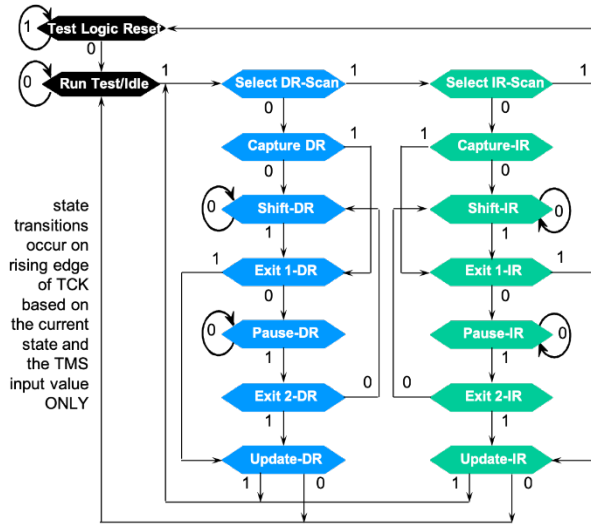 1
Test Logic Reset
0
0
Run Test/Idle
1
Select DR-Scan
1
Select IR-Scan
1
0
0
Capture DR
1
1
Capture-IR
0
0
0
Shift-DR
Shift-IR
0
1
1
1
Exit 1-DR
Exit 1-IR
1
0
0
0
Pause-DR
Pause-IR
0
1
1
0
0
Exit 2-DR
Exit 2-IR
1
1
Update-DR
Update-IR
1
0
1
0
state
transitions
occur on
rising edge
of TCK
based on
the current
state and
the TMS
input value
ONLY